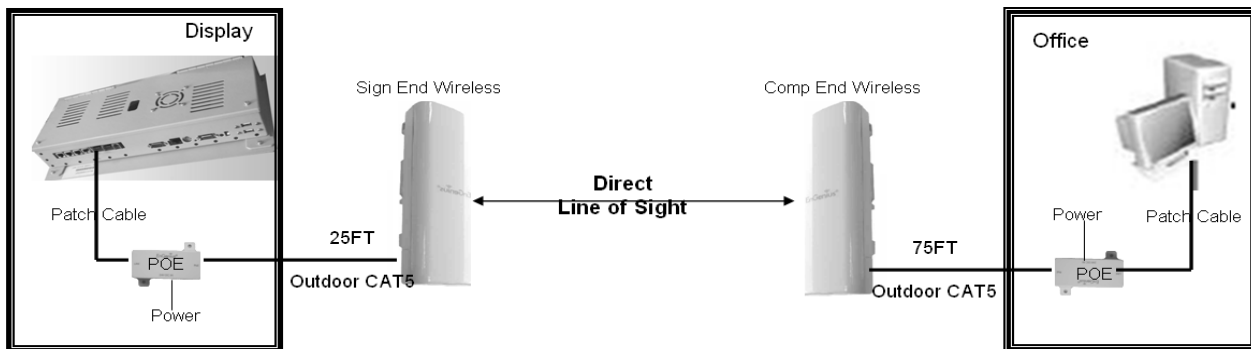 Display
Sign End Wireless
Comp End Wireless
Office
Direct
Line of Sight
Patch Cable
POE
Power
25FT
Outdoor CAT5
75FT
Outdoor CAT5
Power
POE
Patch Cable
EnGenius